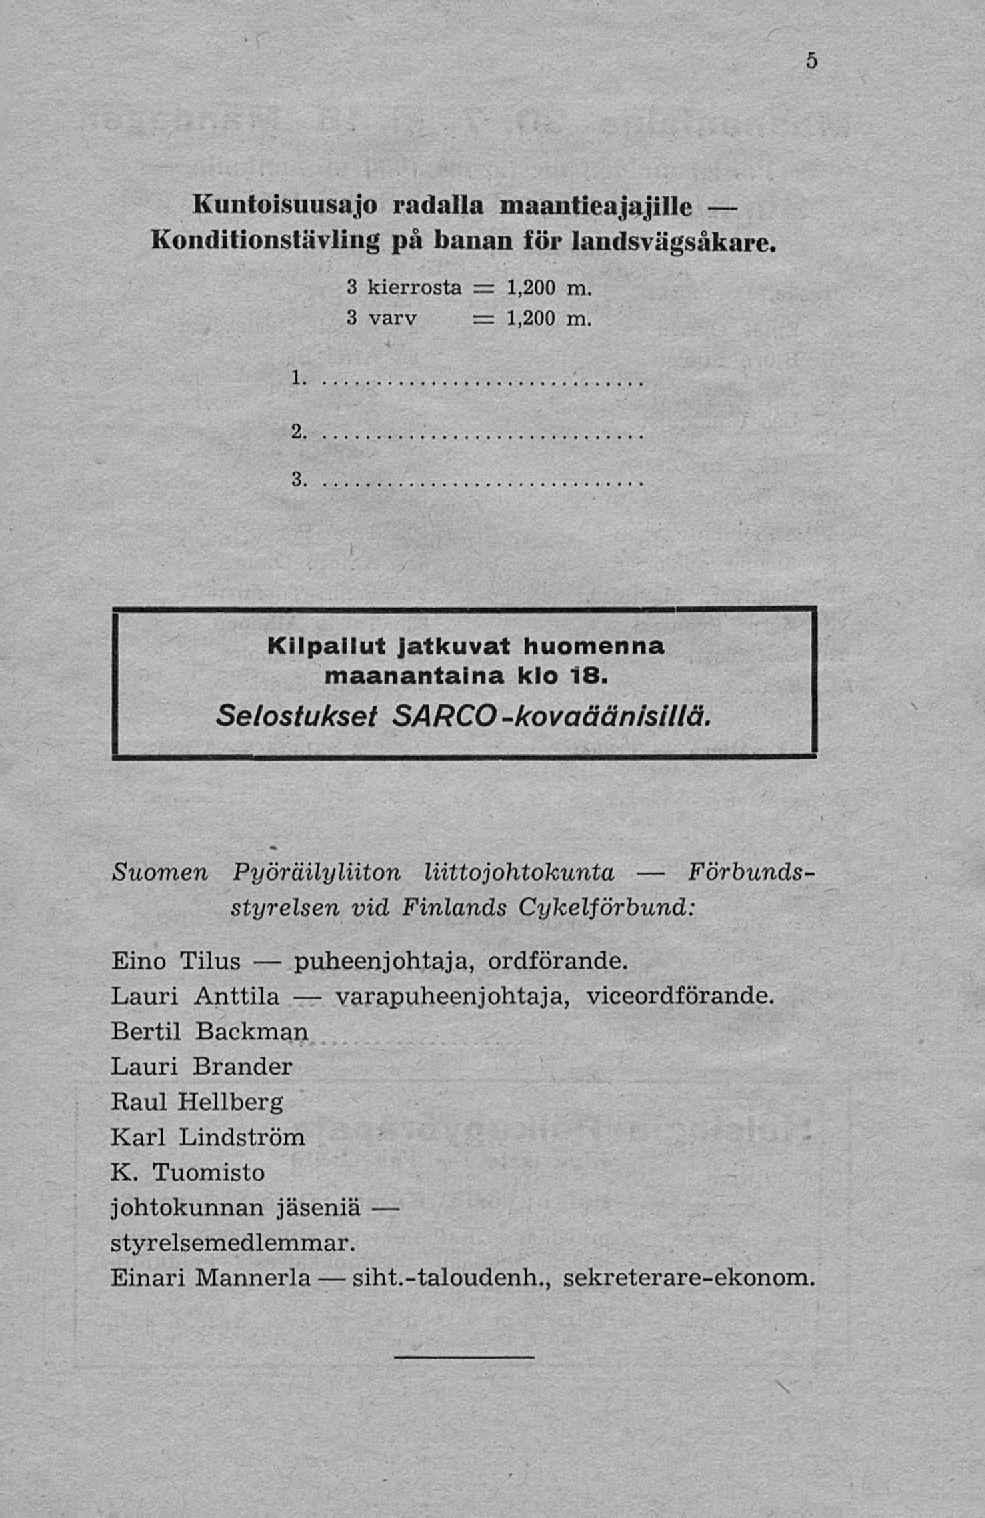 5
Kuntoisuusajo radalla maantieajajille —
Konditionstävling på banan för landsvägsåkare.
3 kierrosta = 1,200 m.
3 varv = 1,200 m.
1. ..............................
2. ..............................
3. ..............................
Kilpailut jatkuvat huomenna
maanantaina klo 18.
Selostukset SARCO-kovaäänisillä.
Suomen Pyöräilyliiton liittojohtokunta — Förbunds-
styrelsen vid Finlands Cykelförbund:
Eino Tilus — puheenjohtaja, ordförande.
Lauri Anttila — varapuheenjohtaja, viceordförande.
Bertil Backman
Lauri Brander
Raul Hellberg
Karl Lindström
K. Tuomisto
johtokunnan jäseniä —
styrelsemedlemmar.
Einari Mannerla — siht.-taloudenh., sekreterare-ekonom.